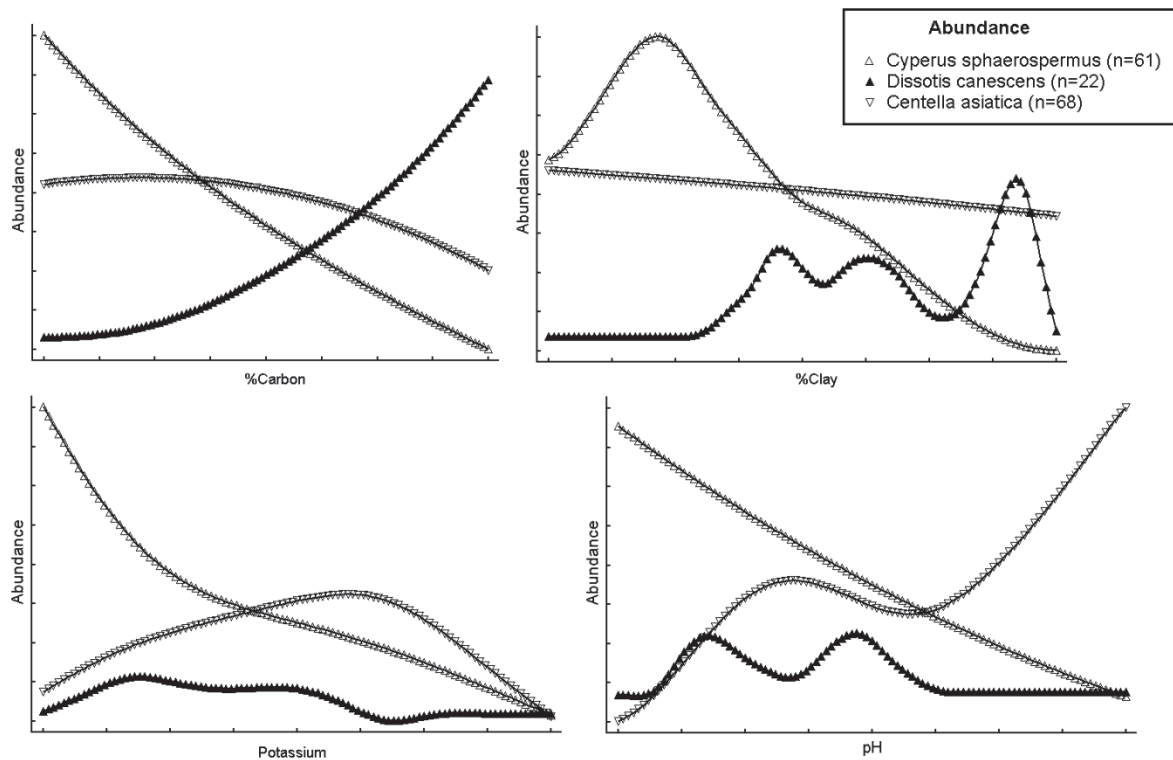 Abundance
Cyperus sphaerospermus (n=61)
Dissotis canescens (n=22)
Centella asiatica (n=68)
Abundance
%Carbon
Abundance
%Clay
Abundance
Potassium
Abundance
pH